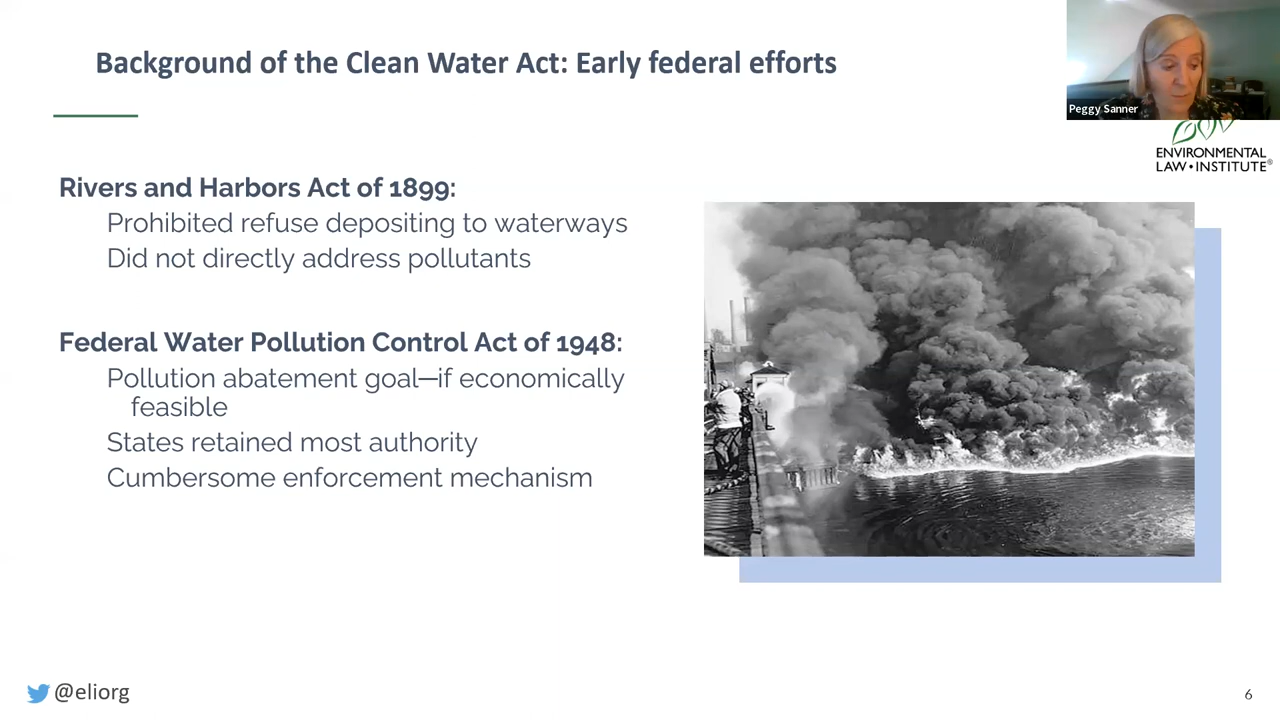 Background of the Clean Water Act: Early federal efforts
Peggy Sanner
ENVIRONMENTAL
LAW•INSTITUTE®
Rivers and Harbors Act of 1899:
Prohibited refuse depositing to waterways
Did not directly address pollutants
Federal Water Pollution Control Act of 1948:
Pollution abatement goal—if economically
feasible
States retained most authority
Cumbersome enforcement mechanism
@eliorg
6